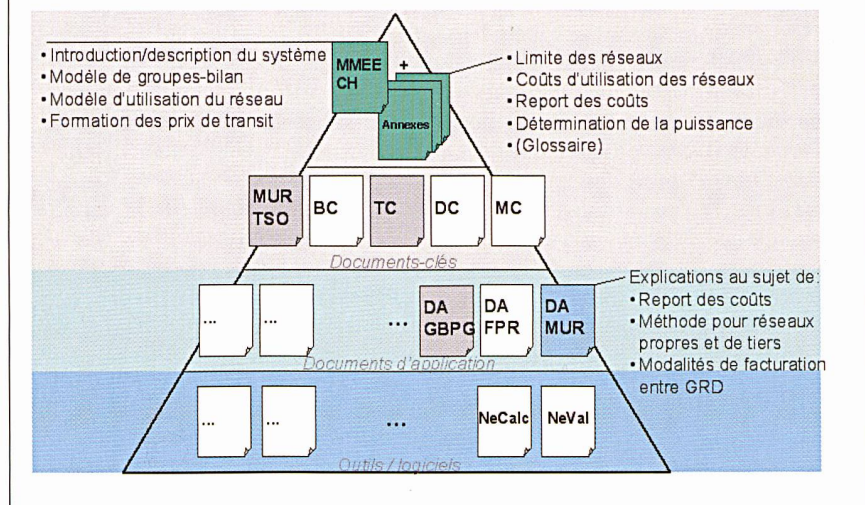 • Introduction/description du système
• Modèle de groupes-bilan
• Modèle d'utilisation du réseau
• Formation des prix de transit
MMEE
CH
+
Annexes
• Limite des réseaux
• Coûts d'utilisation des réseaux
• Report des coûts
• Détermination de la puissance
• (Glossaire)
MUR
TSO
BC
TC
DC
MC
Documents-clés
...
...
...
DA
GBPG
DA
FPR
DA
MUR
Documents d'application
Explications au sujet de:
• Report des coûts
• Méthode pour réseaux
propres et de tiers
• Modalités de facturation
entre GRD
...
...
...
NeCalc
NeVal
Outils / logiciels